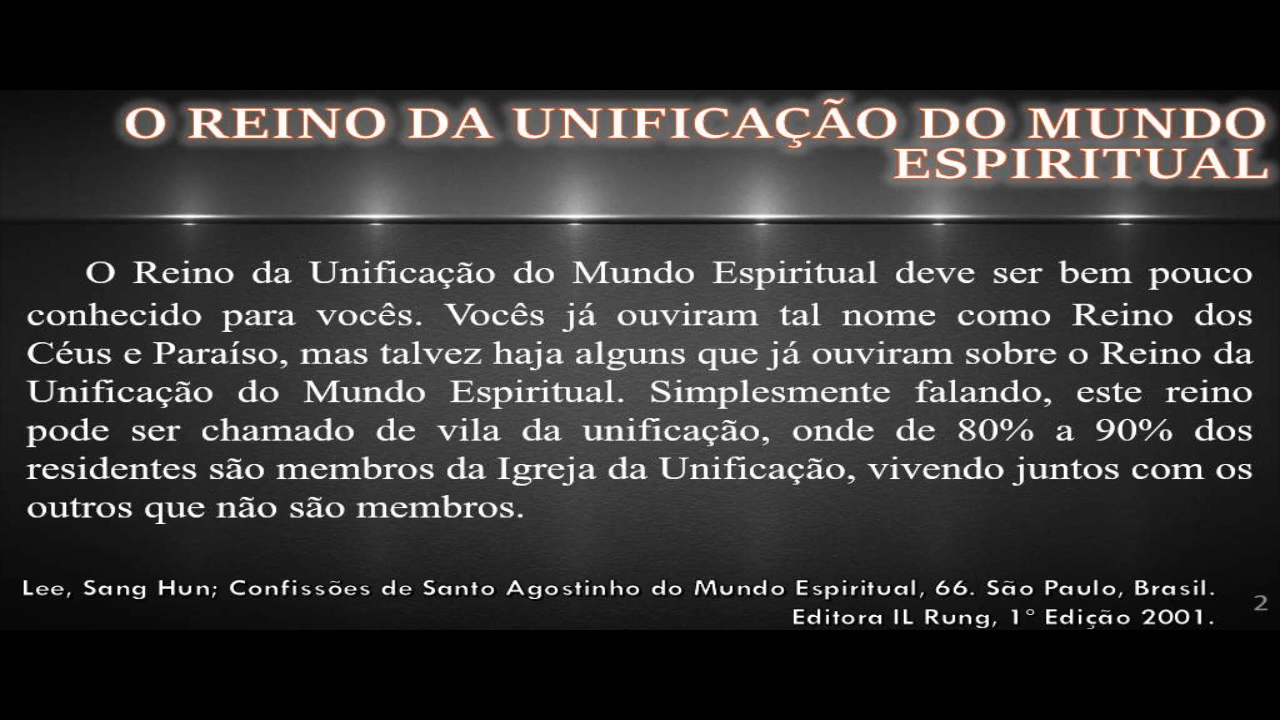 O REINO DA UNIFICAÇÃO DO MUNDO
ESPIRITUAL
O Reino da Unificação do Mundo Espiritual deve ser bem pouco
conhecido para vocês. Vocês já ouviram tal nome como Reino dos
Céus e Paraíso, mas talvez haja alguns que já ouviram sobre o Reino da
Unificação do Mundo Espiritual. Simplesmente falando, este reino
pode ser chamado de vila da unificação, onde de 80% a 90% dos
residentes são membros da Igreja da Unificação, vivendo juntos com os
outros que não são membros.
Lee, Sang Hun; Confissões de Santo Agostinho do Mundo Espiritual, 66. São Paulo, Brasil.
Editora IL Rung, 1° Edição 2001.
2